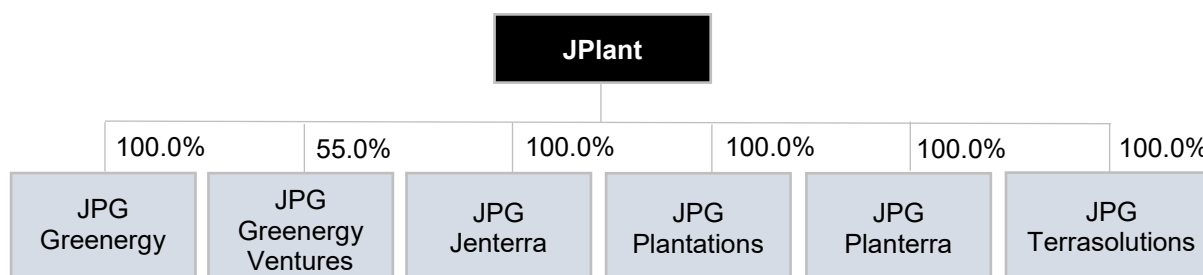 JPlant
100.0%
55.0%
100.0%
100.0%
100.0%
100.0%
JPG
Greenergy
JPG
Greenergy
Ventures
JPG
Jenterra
JPG
Plantations
JPG
Planterra
JPG
Terrasolutions